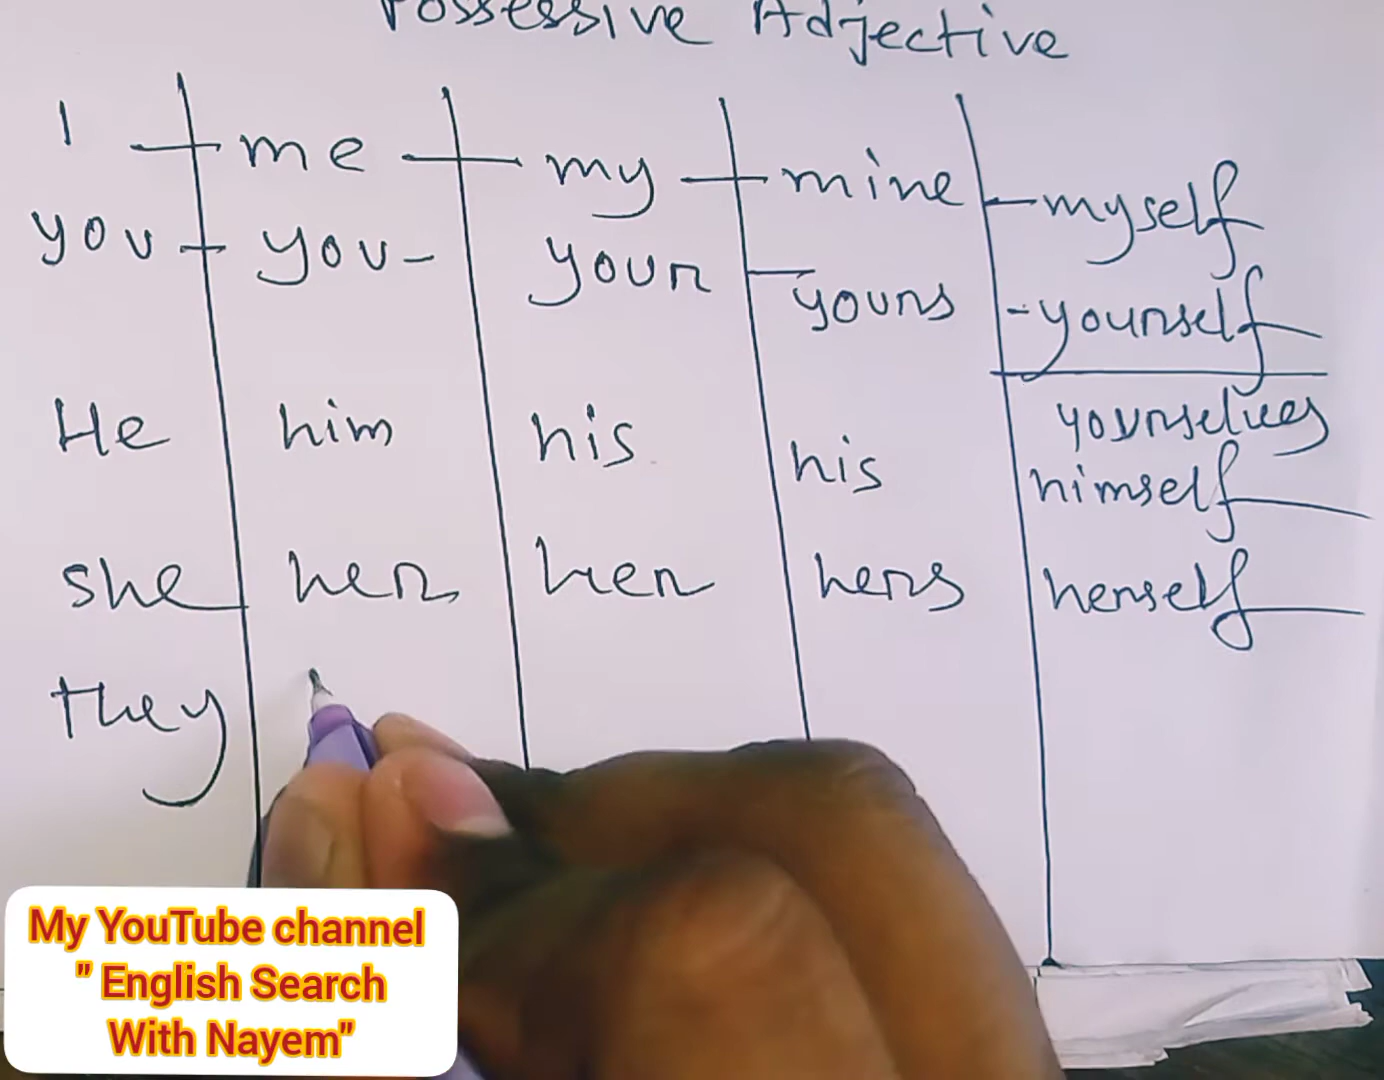 Possessive Adjective
I me my mine myself
you you your yours yourself
yourselves
He him his his himself
she her her hers herself
they
My YouTube channel
" English Search
With Nayem"